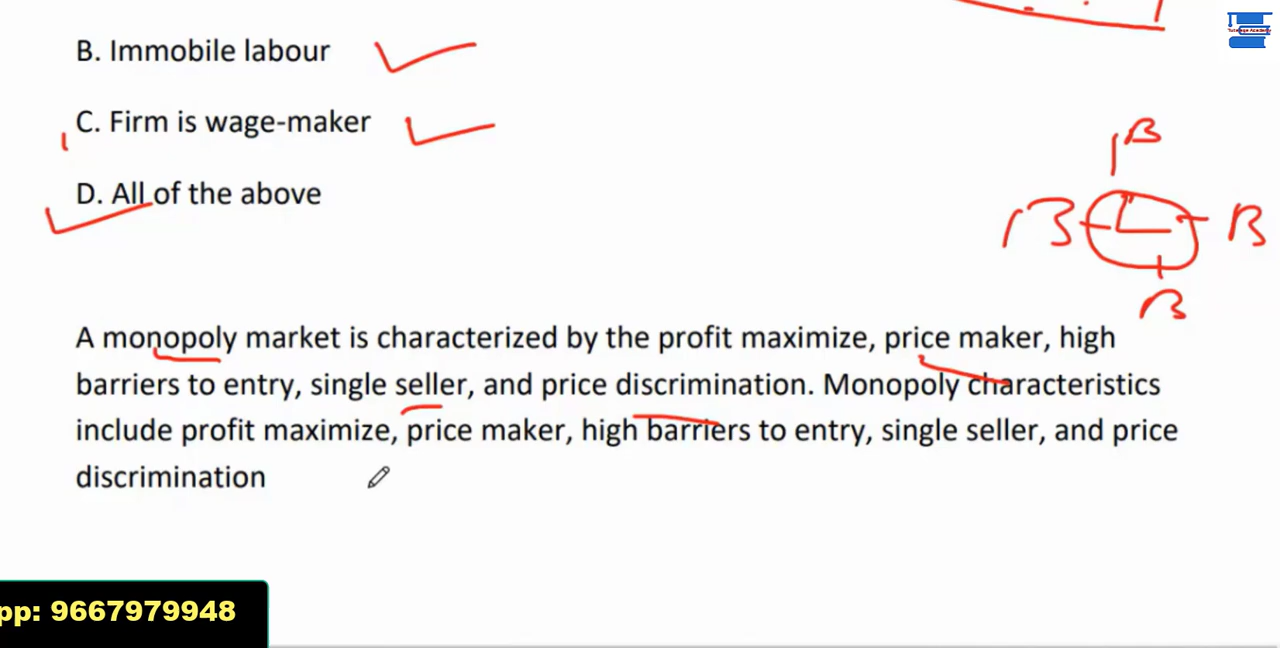 B. Immobile labour
C. Firm is wage-maker
D. All of the above
B
B
L
B
B
A monopoly market is characterized by the profit maximize, price maker, high
barriers to entry, single seller, and price discrimination. Monopoly characteristics
include profit maximize, price maker, high barriers to entry, single seller, and price
discrimination
pp: 9667979948